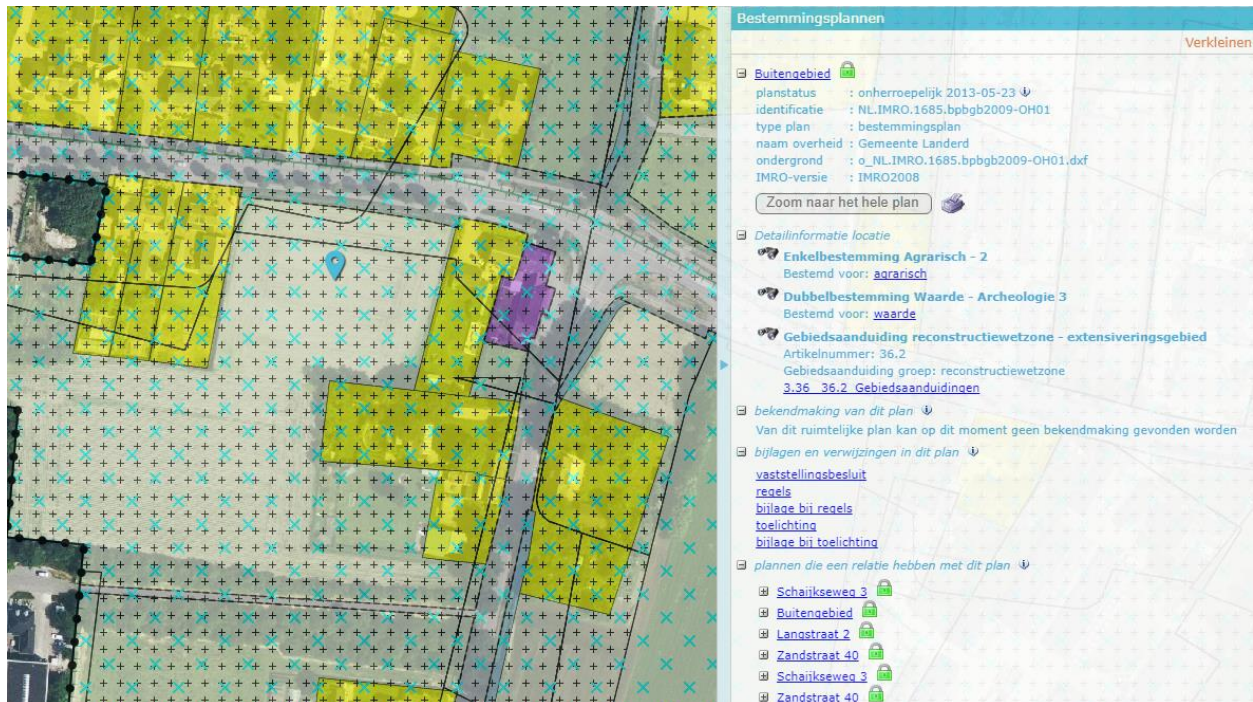 Bestemmingsplannen
Verkleinen
Buitengebied
planstatus : onherroepelijk 2013-05-23
identificatie : NL.IMRO.1685.bpbgb2009-OH01
type plan : bestemmingsplan
naam overheid : Gemeente Landerd
ondergrond : o_NL.IMRO.1685.bpbgb2009-OH01.dxf
IMRO-versie : IMRO2008
Zoom naar het hele plan
Detailinformatie locatie
Enkelbestemming Agrarisch - 2
Bestemd voor: agrarisch
Dubbelbestemming Waarde - Archeologie 3
Bestemd voor: waarde
Gebiedsaanduiding reconstructiewetzone - extensiveringsgebied
Artikelnummer: 36.2
Gebiedsaanduiding groep: reconstructiewetzone
3.36 36.2 Gebiedsaanduidingen
bekendmaking van dit plan
Van dit ruimtelijke plan kan op dit moment geen bekendmaking gevonden worden
bijlagen en verwijzingen in dit plan
vaststellingsbesluit
regels
bijlage bij regels
toelichting
bijlage bij toelichting
plannen die een relatie hebben met dit plan
Schaijkseweg 3
Buitengebied
Langstraat 2
Zandstraat 40
Schaijkseweg 3
Zandstraat 40